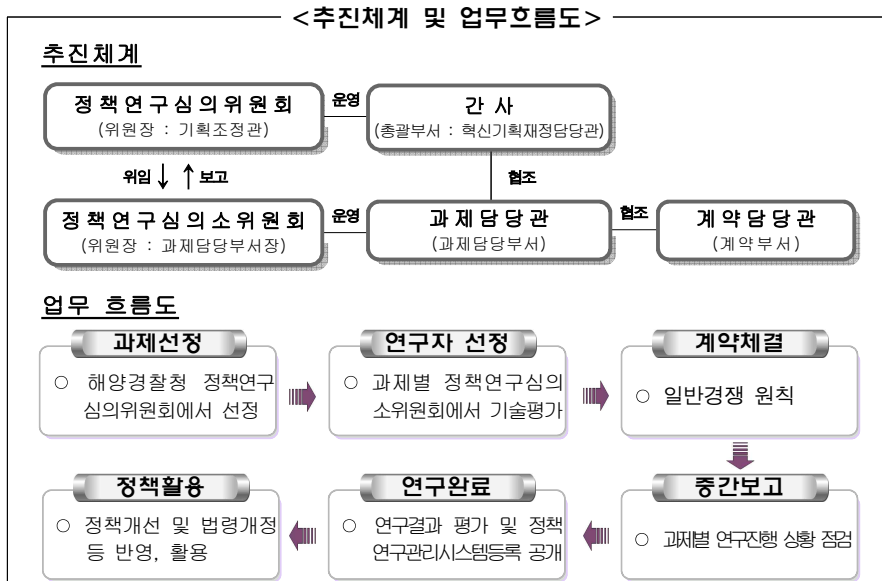 <추진체계 및 업무흐름도>
추진체계
정책연구심의위원회
(위원장 : 기획조정관)
운영
간 사
(총괄부서 : 혁신기획재정담당관)
위임 ↓ ↑ 보고
협조
정책연구심의소위원회
(위원장 : 과제담당부서장)
운영
과제담당관
(과제담당부서)
협조
계약담당관
(계약부서)
업무 흐름도
과제선정
○ 해양경찰청 정책연구
심의위원회에서 선정
연구자 선정
○ 과제별 정책연구심의
소위원회에서 기술평가
계약체결
○ 일반경쟁 원칙
정책활용
○ 정책개선 및 법령개정
등 반영, 활용
연구완료
○ 연구결과 평가 및 정책
연구관리시스템등록 공개
중간보고
○ 과제별 연구진행 상황 점검